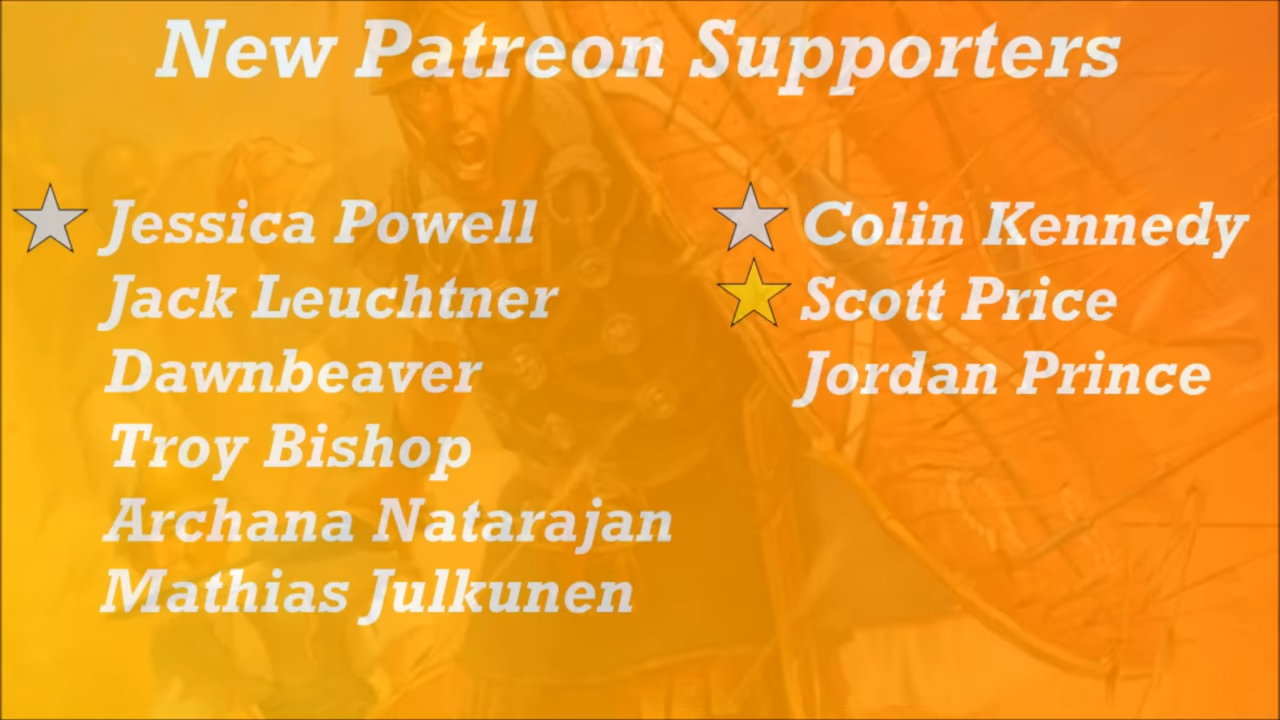 New Patreon Supporters
Jessica Powell
Jack Leuchtner
Dawnbeaver
Troy Bishop
Archana Natarajan
Mathias Julkunen
Colin Kennedy
Scott Price
Jordan Prince